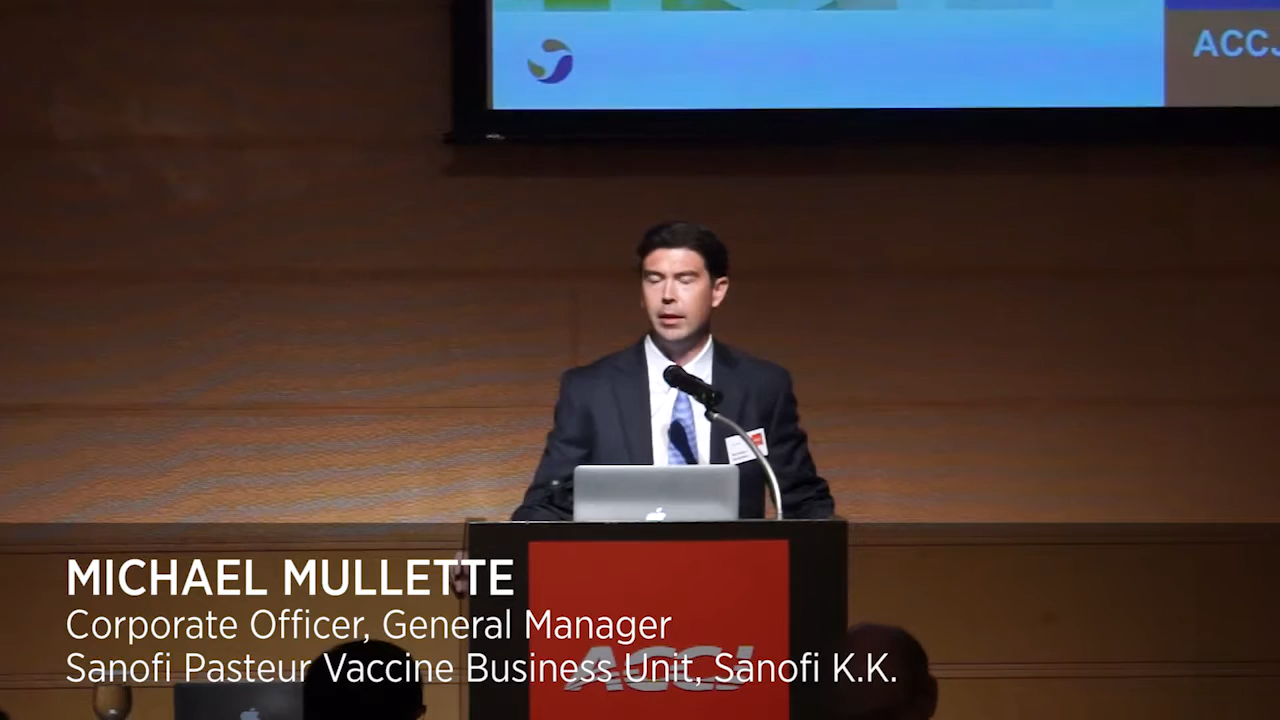 ACCJ
MICHAEL MULLETTE
Corporate Officer, General Manager
Sanofi Pasteur Vaccine Business Unit, Sanofi K.K.
ACCJ